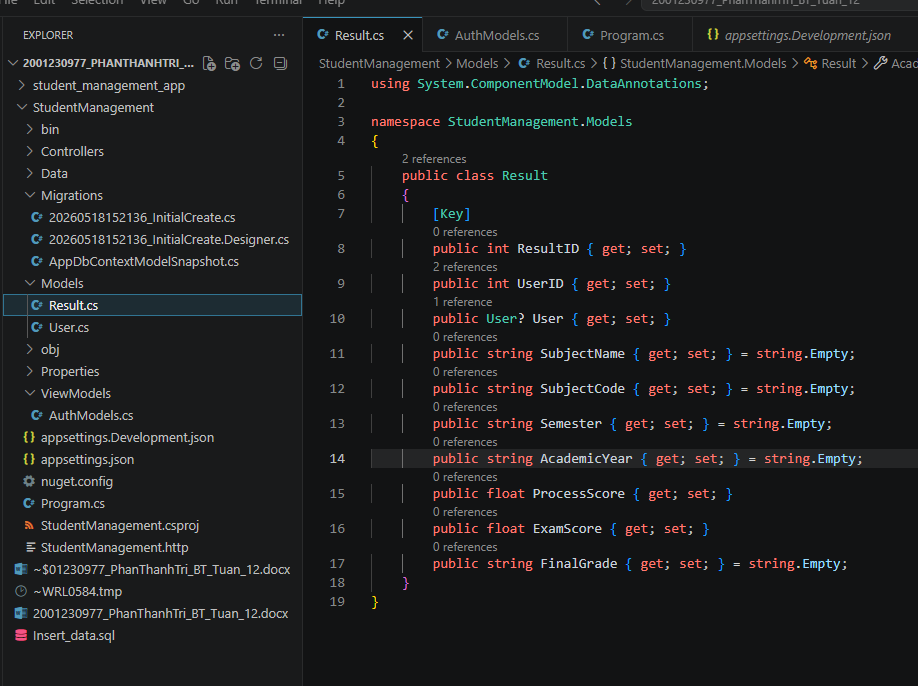 Edit Selection View Go Run Terminal Help
2001230977_PhanThanhTri_BT_Tuan_12
EXPLORER
2001230977_PHANTHANHTRI_...
student_management_app
StudentManagement
bin
Controllers
Data
Migrations
20260518152136_InitialCreate.cs
20260518152136_InitialCreate.Designer.cs
AppDbContextModelSnapshot.cs
Models
Result.cs
User.cs
obj
Properties
ViewModels
AuthModels.cs
appsettings.Development.json
appsettings.json
nuget.config
Program.cs
StudentManagement.csproj
StudentManagement.http
~$01230977_PhanThanhTri_BT_Tuan_12.docx
~WRL0584.tmp
2001230977_PhanThanhTri_BT_Tuan_12.docx
Insert_data.sql
Result.cs AuthModels.cs Program.cs appsettings.Development.json
StudentManagement > Models > Result.cs > {} StudentManagement.Models > Result > Acad
1 using System.ComponentModel.DataAnnotations;
2
3 namespace StudentManagement.Models
4 {
2 references
5 public class Result
6 {
7 [Key]
0 references
8 public int ResultID { get; set; }
2 references
9 public int UserID { get; set; }
1 reference
10 public User? User { get; set; }
0 references
11 public string SubjectName { get; set; } = string.Empty;
0 references
12 public string SubjectCode { get; set; } = string.Empty;
0 references
13 public string Semester { get; set; } = string.Empty;
0 references
14 public string AcademicYear { get; set; } = string.Empty;
0 references
15 public float ProcessScore { get; set; }
0 references
16 public float ExamScore { get; set; }
0 references
17 public string FinalGrade { get; set; } = string.Empty;
18 }
19 }